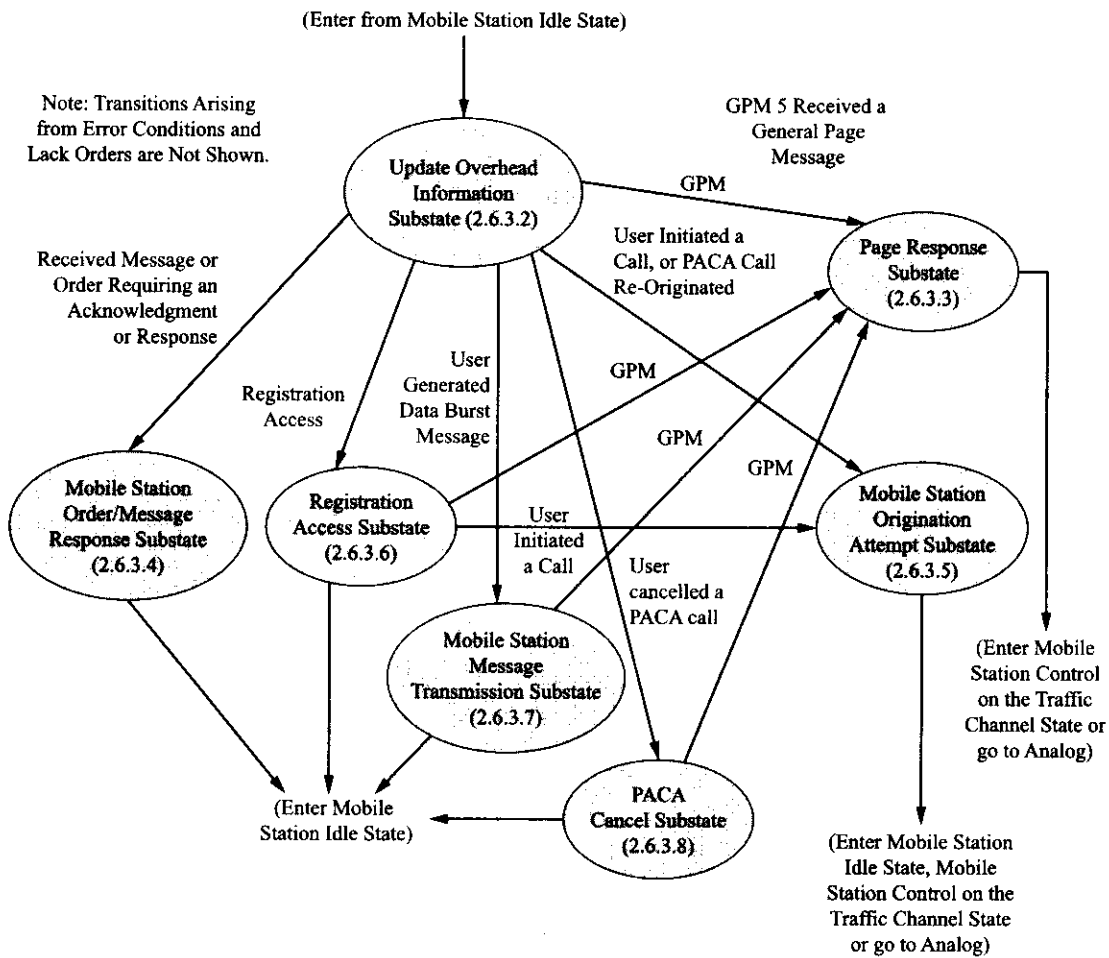 (Enter from Mobile Station Idle State)
Note: Transitions Arising
from Error Conditions and
Lack Orders are Not Shown.
GPM 5 Received a
General Page
Message
Update Overhead
Information
Substate (2.6.3.2)
GPM
User Initiated a
Call, or PACA Call
Re-Originated
Page Response
Substate
(2.6.3.3)
Received Message or
Order Requiring an
Acknowledgment
or Response
Registration
Access
User
Generated
Data Burst
Message
GPM
GPM
GPM
Mobile Station
Order/Message
Response Substate
(2.6.3.4)
Registration
Access Substate
(2.6.3.6)
User
Initiated
a Call
Mobile Station
Origination
Attempt Substate
(2.6.3.5)
User
cancelled a
PACA call
Mobile Station
Message
Transmission Substate
(2.6.3.7)
(Enter Mobile
Station Control
on the Traffic
Channel State or
go to Analog)
(Enter Mobile
Station Idle State)
PACA
Cancel Substate
(2.6.3.8)
(Enter Mobile Station
Idle State, Mobile
Station Control on the
Traffic Channel State
or go to Analog)